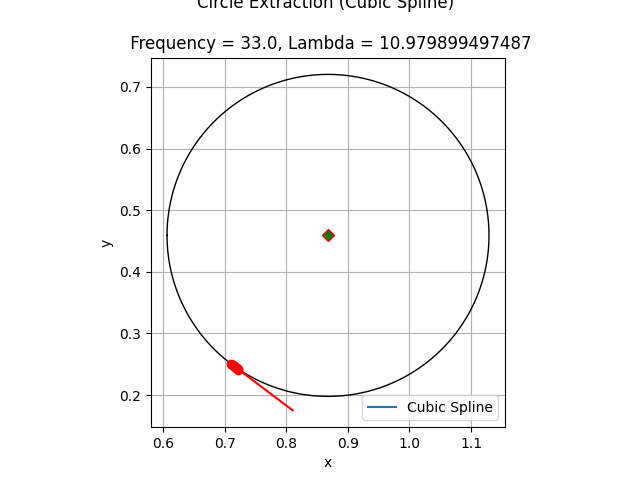 Circle Extraction (Cubic Spline)
Frequency = 33.0, Lambda = 10.979899497487
0.7
0.6
0.5
0.4
0.3
0.2
y
Cubic Spline
0.6 0.7 0.8 0.9 1.0 1.1
x